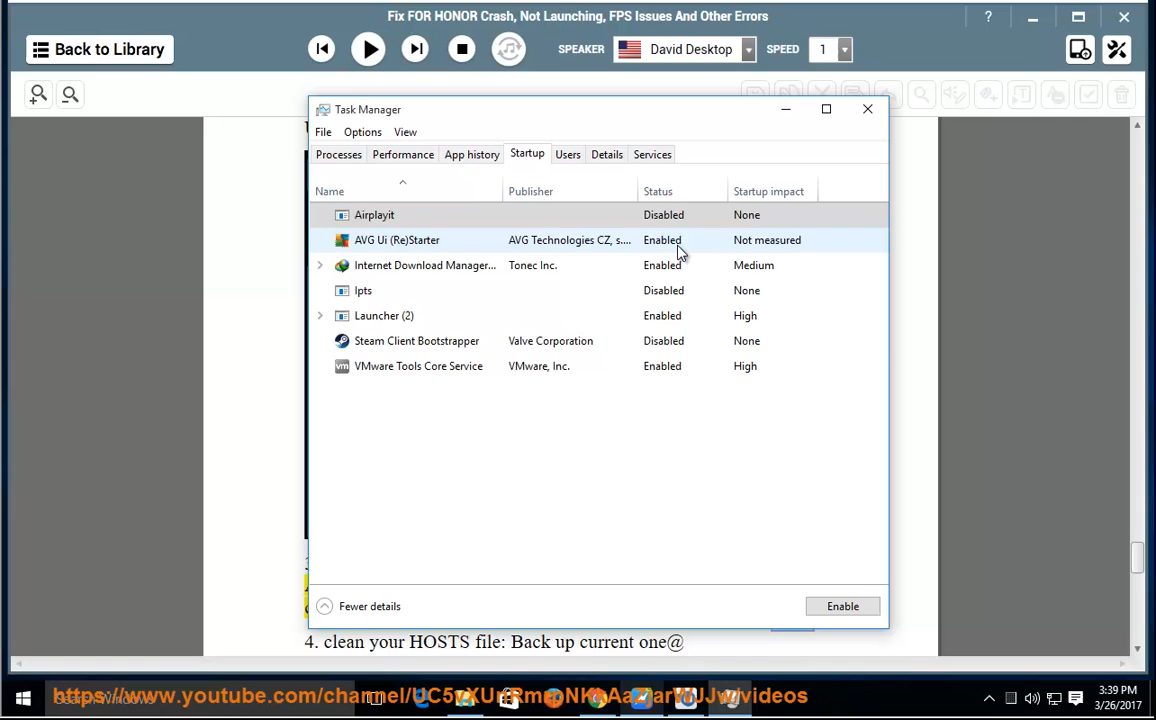 Fix FOR HONOR Crash, Not Launching, FPS Issues And Other Errors
Back to Library
SPEAKER
David Desktop
SPEED
1
Task Manager
File Options View
Processes Performance App history Startup Users Details Services
Name Publisher Status Startup impact
Airplayit Disabled None
AVG Ui (Re)Starter AVG Technologies CZ, s.... Enabled Not measured
Internet Download Manager... Tonec Inc. Enabled Medium
Ipts Disabled None
Launcher (2) Enabled High
Steam Client Bootstrapper Valve Corporation Disabled None
VMware Tools Core Service VMware, Inc. Enabled High
Fewer details
Enable
4. clean your HOSTS file: Back up current one@
Search Windows
3:39 PM
3/26/2017